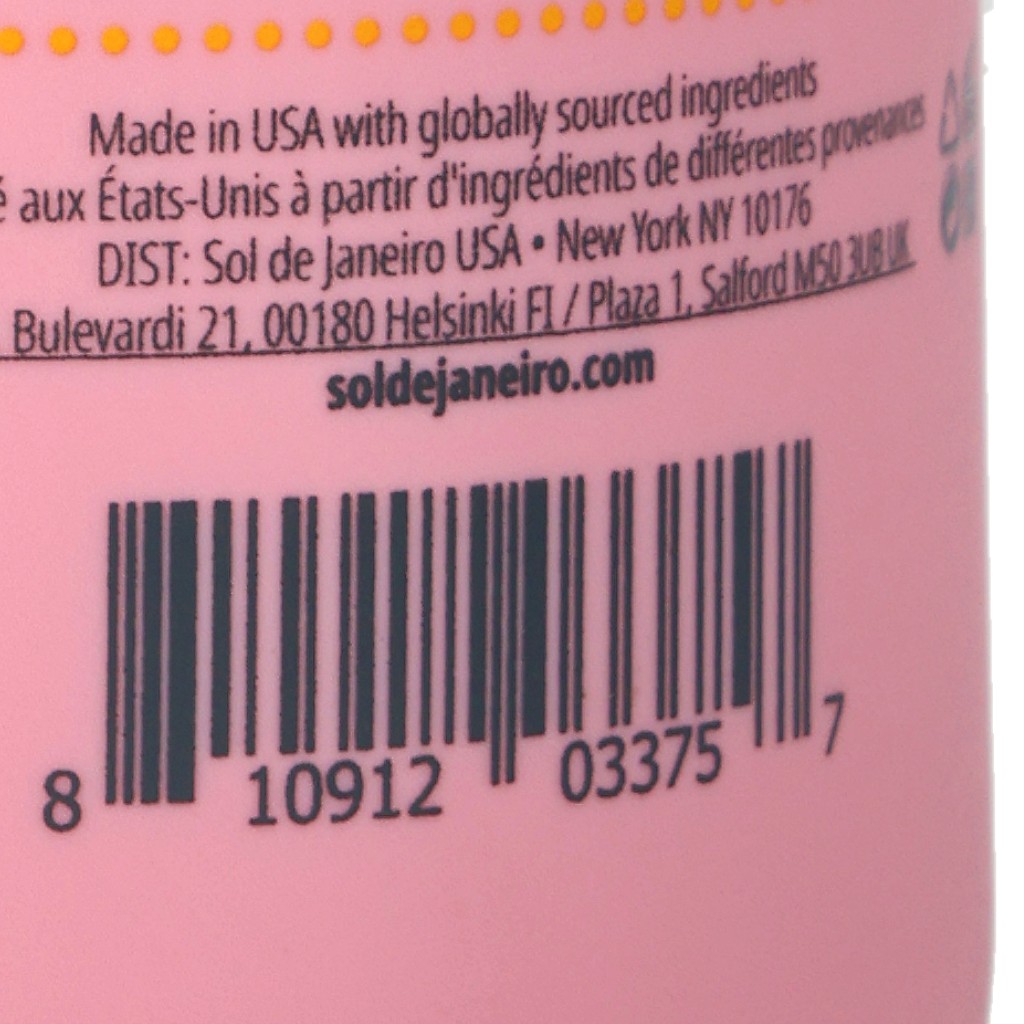 Made in USA with globally sourced ingredients
é aux États-Unis à partir d'ingrédients de différentes provenances
DIST: Sol de Janeiro USA • New York NY 10176
Bulevardi 21, 00180 Helsinki FI / Plaza 1, Salford M50 3UB UK
soldejaneiro.com
8 10912 03375 7